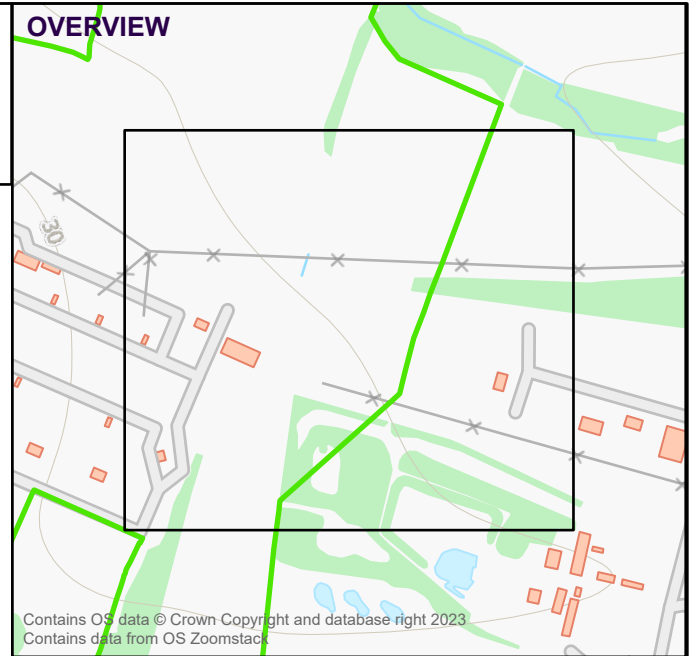 OVERVIEW
30
Contains OS data © Crown Copyright and database right 2023
Contains data from OS Zoomstack